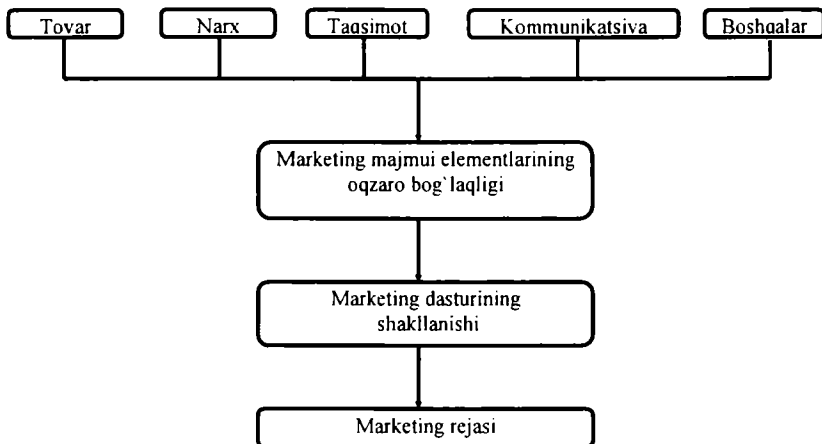 Tovar
Narx
Taqsimot
Kommunikatsiya
Boshqalar
Marketing majmui elementlarining
oqzaro bog`laqligi
Marketing dasturining
shakllanishi
Marketing rejasi